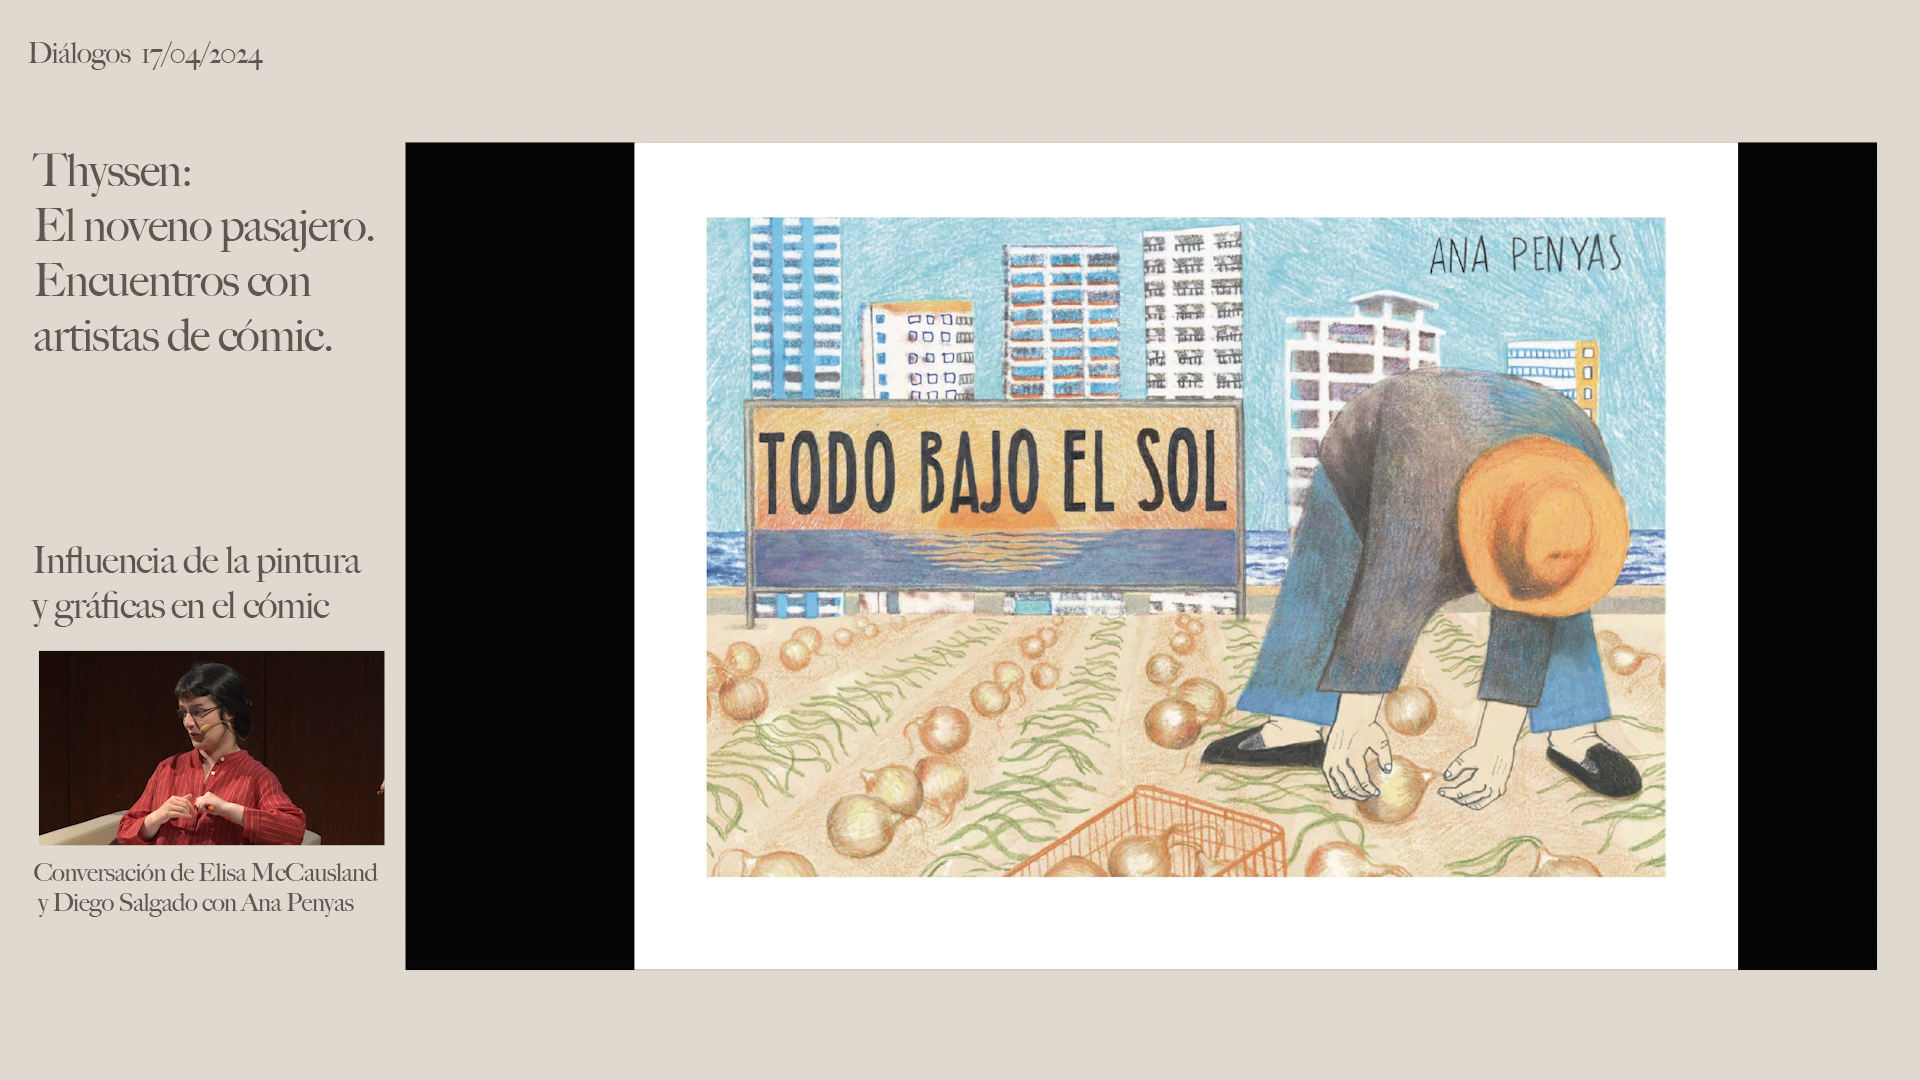 Diálogos 17/04/2024
Thyssen:
El noveno pasajero.
Encuentros con
artistas de cómic.
Influencia de la pintura
y gráficas en el cómic
Conversación de Elisa McCausland
y Diego Salgado con Ana Penyas
ANA PENYAS
TODO BAJO EL SOL